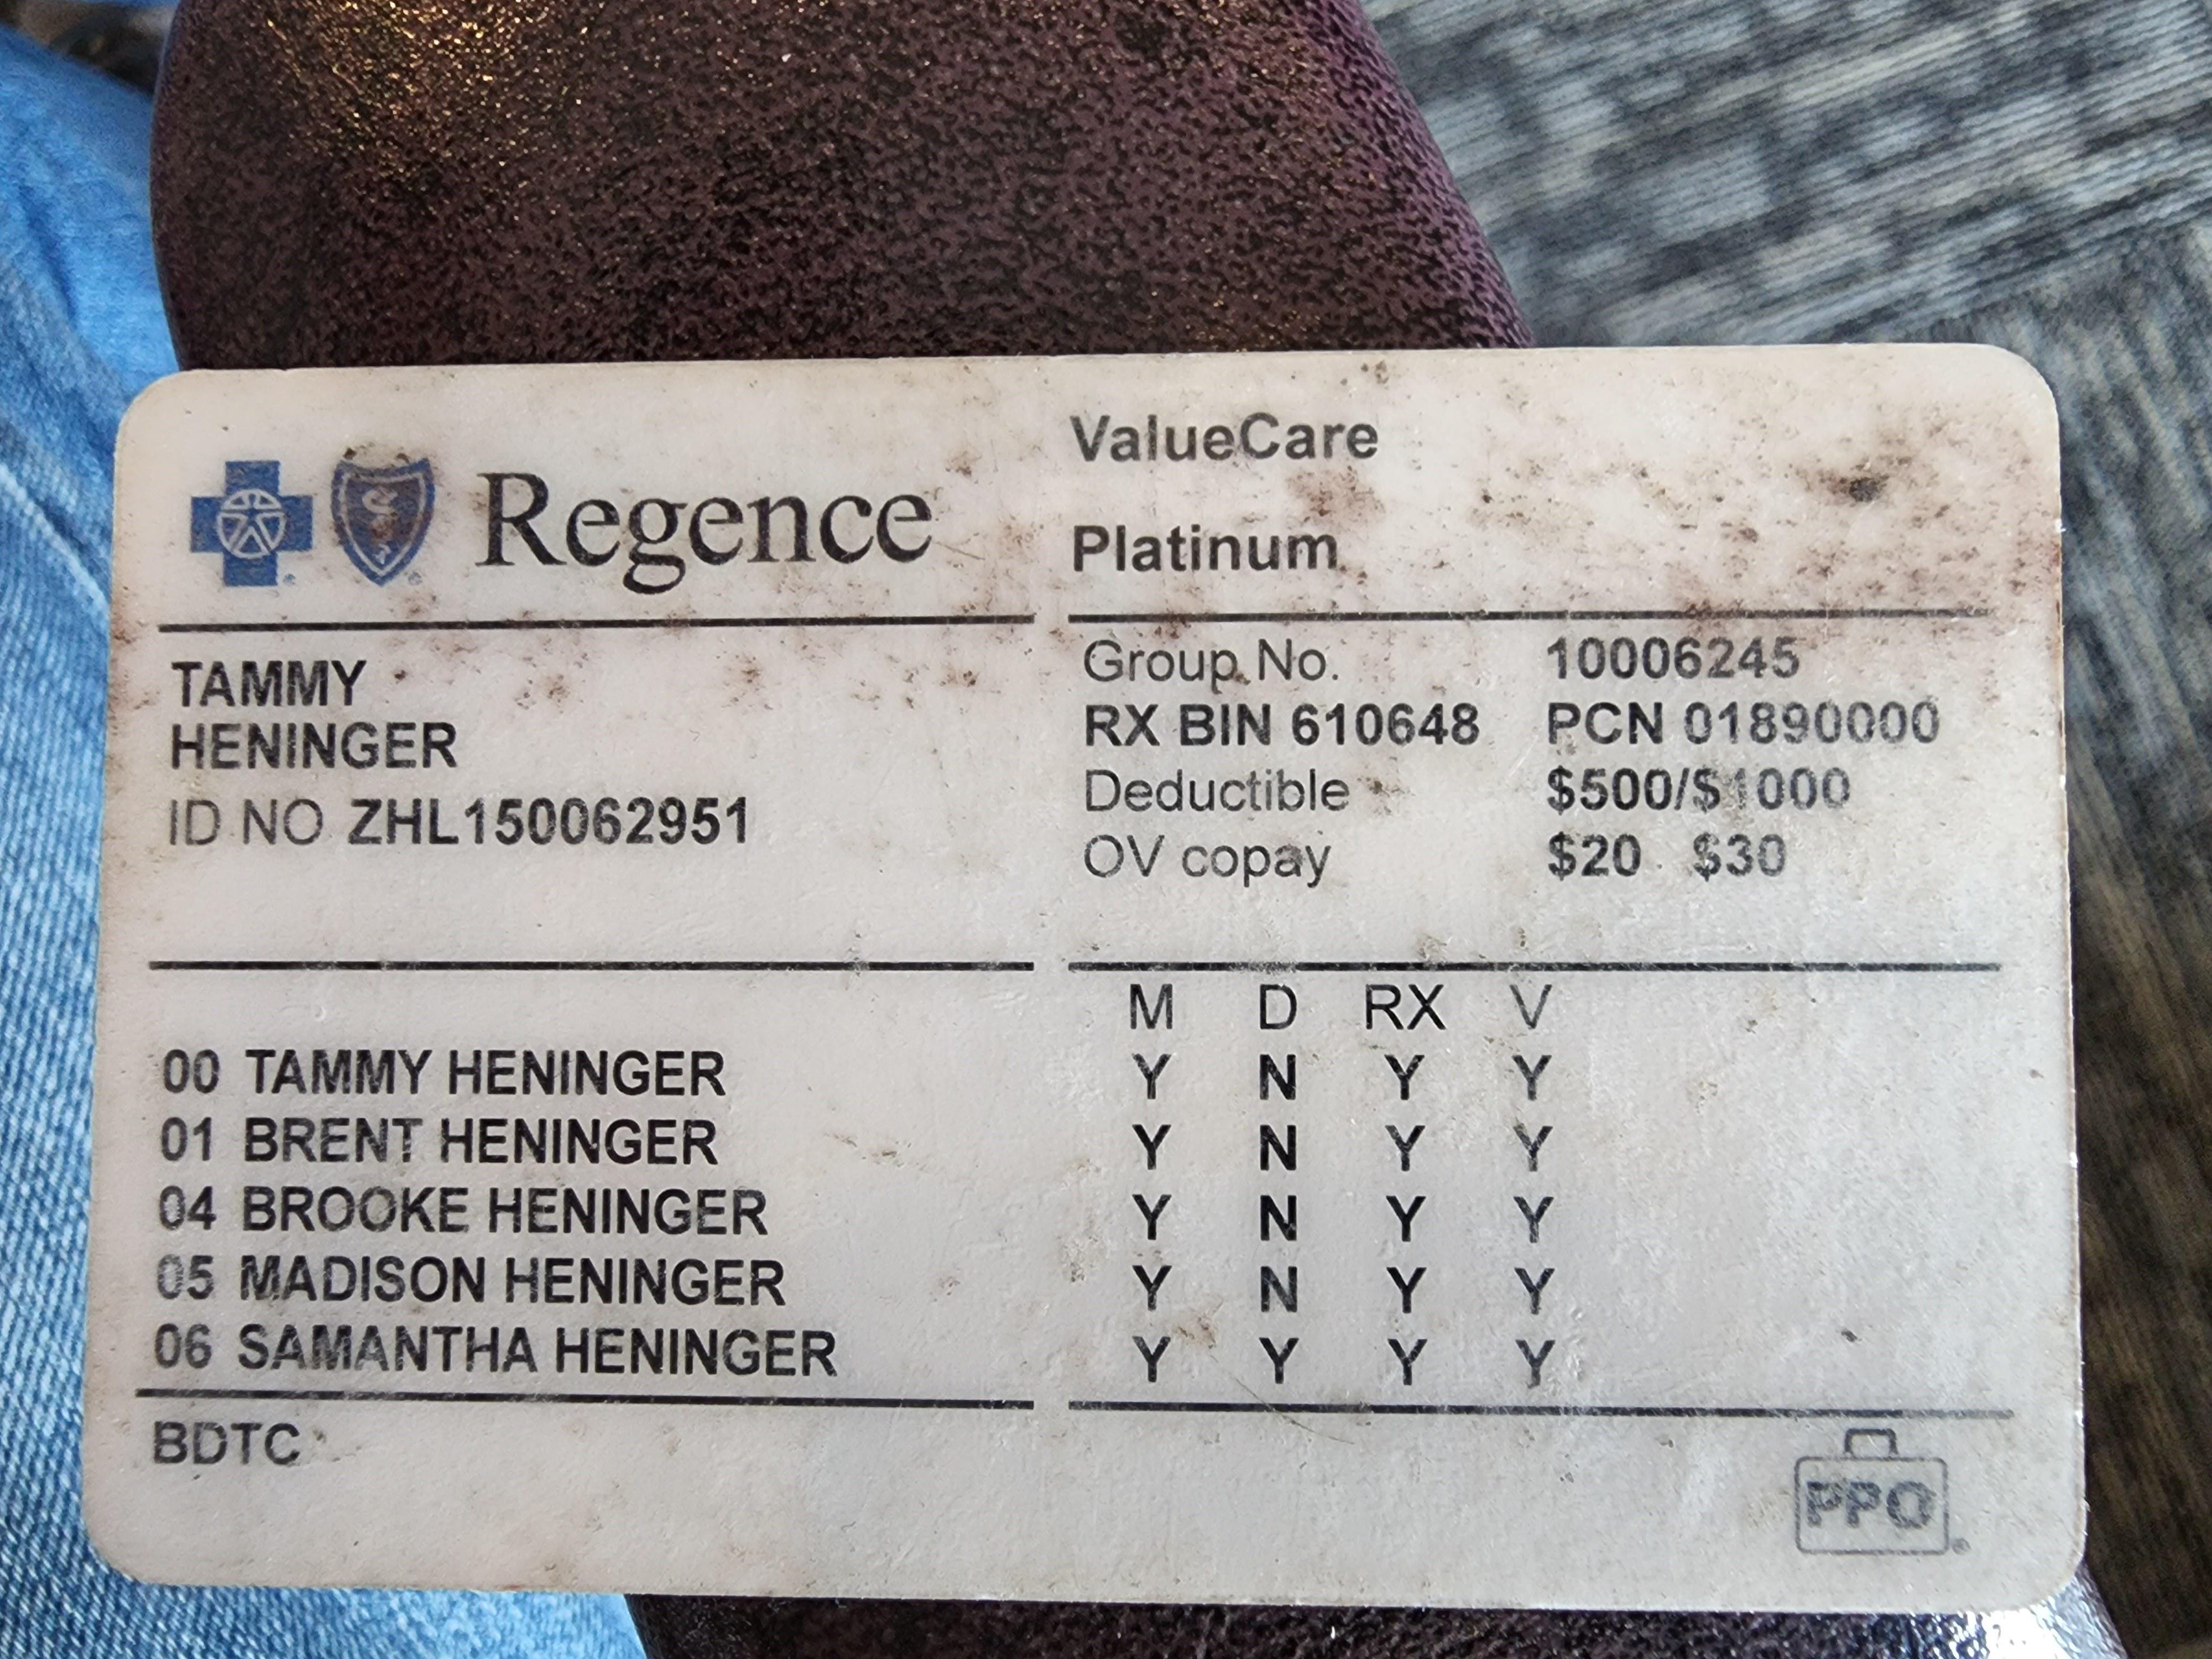 Regence
ValueCare
Platinum
TAMMY
HENINGER
ID NO ZHL150062951
Group No. 10006245
RX BIN 610648 PCN 01890000
Deductible $500/$1000
OV copay $20 $30
M D RX V
00 TAMMY HENINGER Y N Y Y
01 BRENT HENINGER Y N Y Y
04 BROOKE HENINGER Y N Y Y
05 MADISON HENINGER Y N Y Y
06 SAMANTHA HENINGER Y Y Y Y
BDTC
PPO